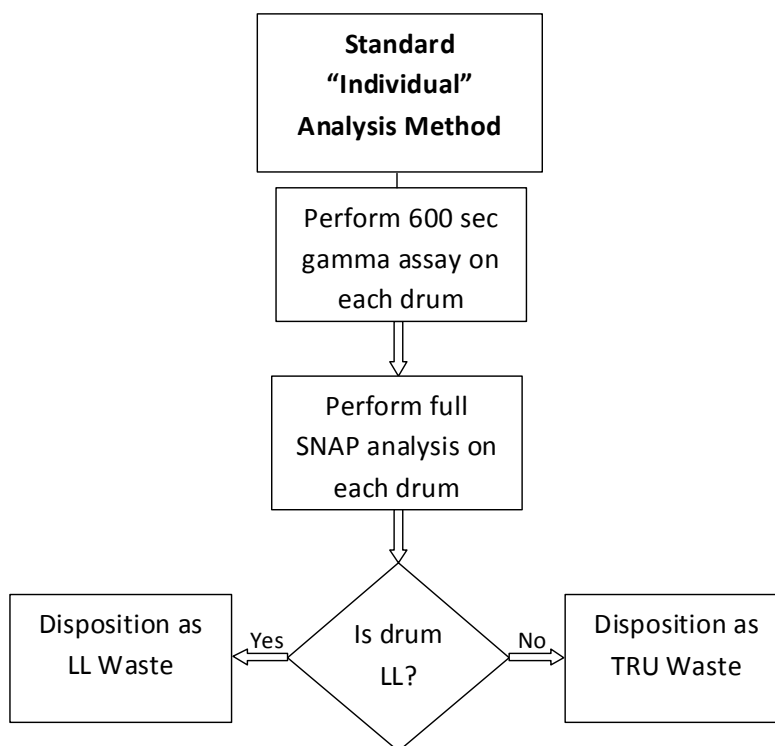 Standard
“Individual”
Analysis Method
Perform 600 sec
gamma assay on
each drum
Perform full
SNAP analysis on
each drum
Disposition as
LL Waste
Yes
Is drum
LL?
No
Disposition as
TRU Waste